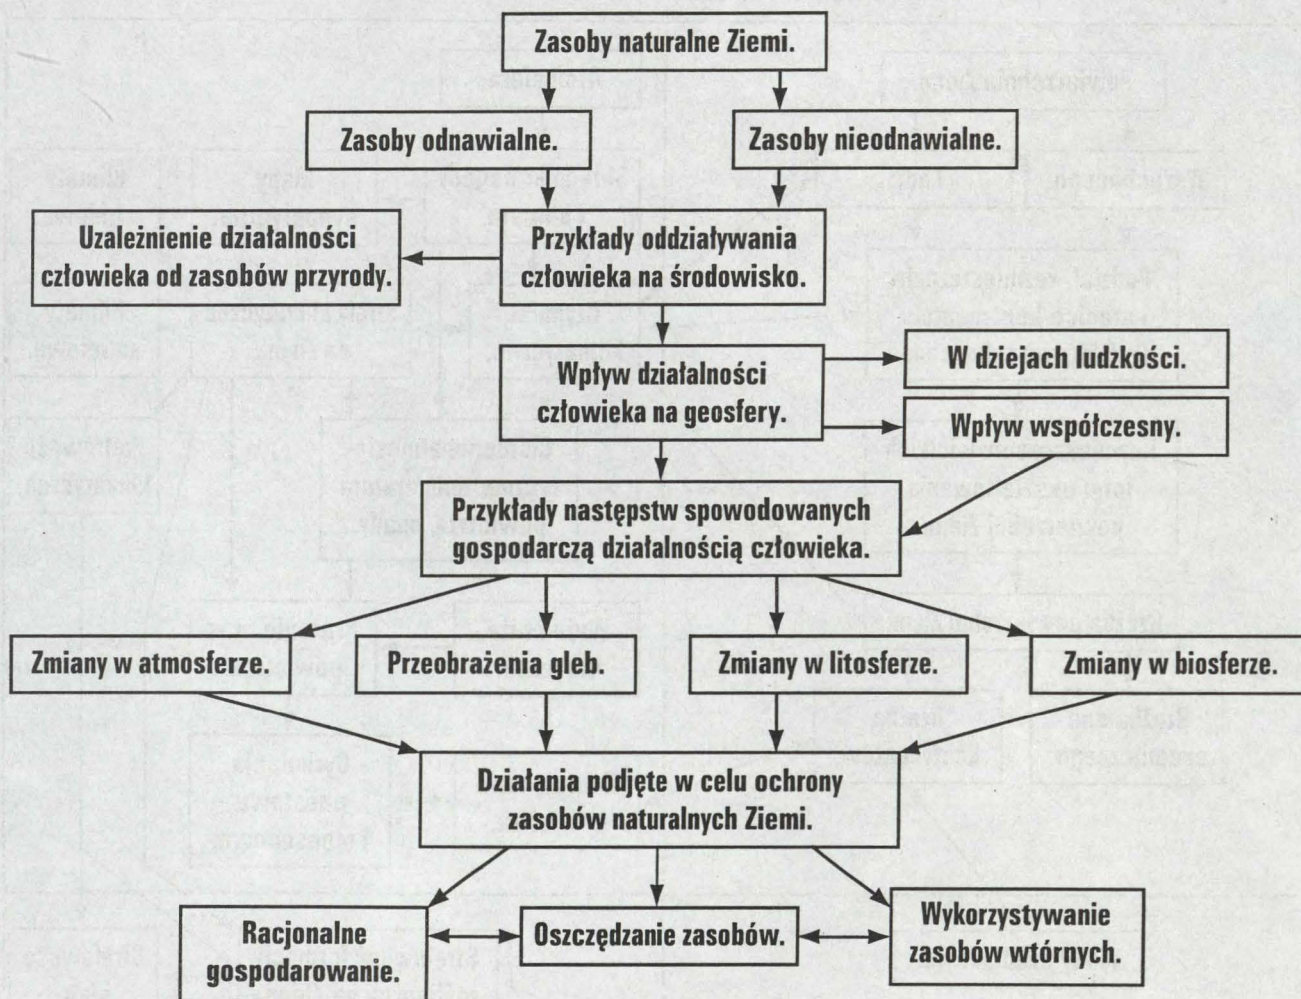 Zasoby naturalne Ziemi.
Zasoby odnawialne.
Zasoby nieodnawialne.
Uzależnienie działalności
człowieka od zasobów przyrody.
Przykłady oddziaływania
człowieka na środowisko.
Wpływ działalności
człowieka na geosfery.
W dziejach ludzkości.
Wpływ współczesny.
Przykłady następstw spowodowanych
gospodarczą działalnością człowieka.
Zmiany w atmosferze.
Przeobrażenia gleb.
Zmiany w litosferze.
Zmiany w biosferze.
Działania podjęte w celu ochrony
zasobów naturalnych Ziemi.
Racjonalne
gospodarowanie.
Oszczędzanie zasobów.
Wykorzystywanie
zasobów wtórnych.